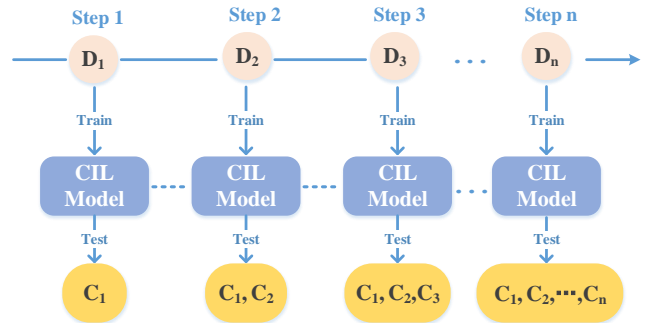 Step 1 Step 2 Step 3 Step n
D₁ D₂ D₃ ... Dₙ
Train Train Train Train
CIL Model CIL Model CIL Model CIL Model
Test Test Test Test
C₁ C₁, C₂ C₁, C₂,C₃ C₁, C₂,···,Cₙ